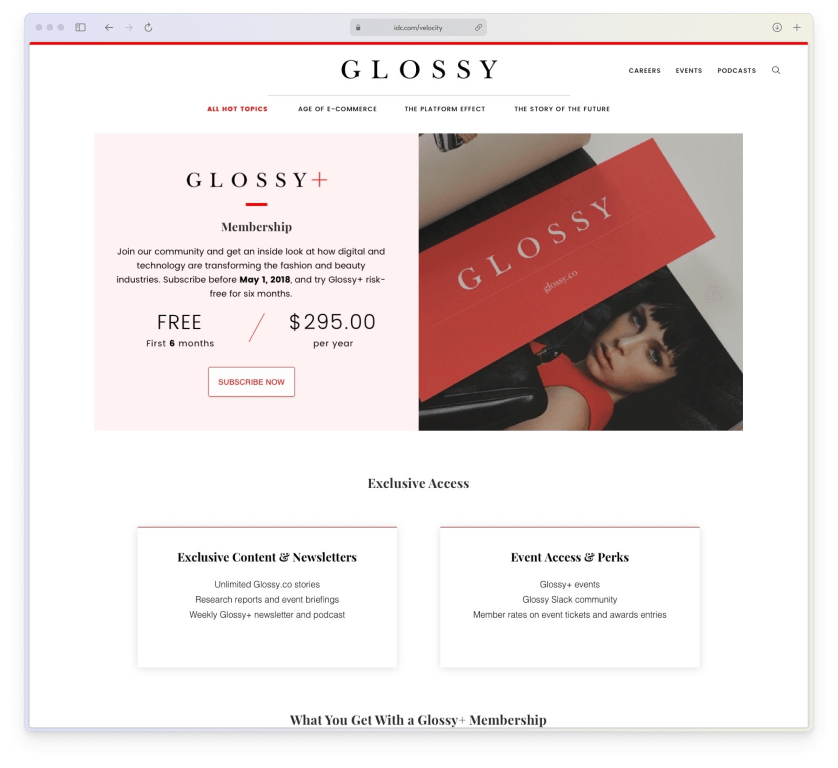 idc.com/velocity
GLOSSY
CAREERS EVENTS PODCASTS
ALL HOT TOPICS AGE OF E-COMMERCE THE PLATFORM EFFECT THE STORY OF THE FUTURE
GLOSSY+
Membership
Join our community and get an inside look at how digital and
technology are transforming the fashion and beauty
industries. Subscribe before May 1, 2018, and try Glossy+ risk-
free for six months.
FREE / $295.00
First 6 months per year
SUBSCRIBE NOW
GLOSSY
glossy.co
Exclusive Access
Exclusive Content & Newsletters
Unlimited Glossy.co stories
Research reports and event briefings
Weekly Glossy+ newsletter and podcast
Event Access & Perks
Glossy+ events
Glossy Slack community
Member rates on event tickets and awards entries
What You Get With a Glossy+ Membership